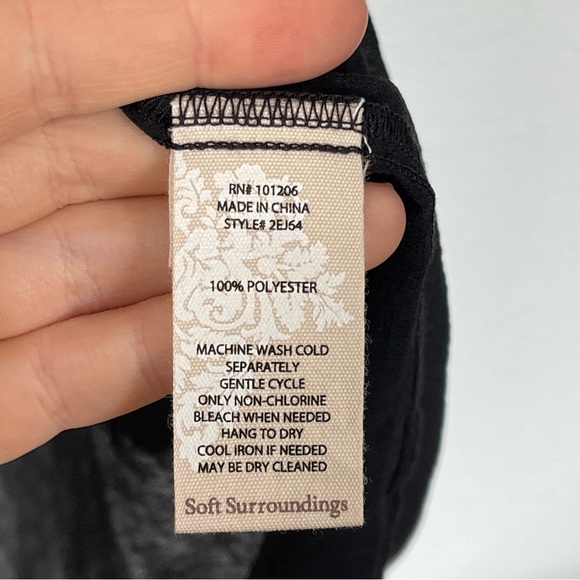 RN# 101206
MADE IN CHINA
STYLE# 2EJ64
100% POLYESTER
MACHINE WASH COLD
SEPARATELY
GENTLE CYCLE
ONLY NON-CHLORINE
BLEACH WHEN NEEDED
HANG TO DRY
COOL IRON IF NEEDED
MAY BE DRY CLEANED
Soft Surroundings